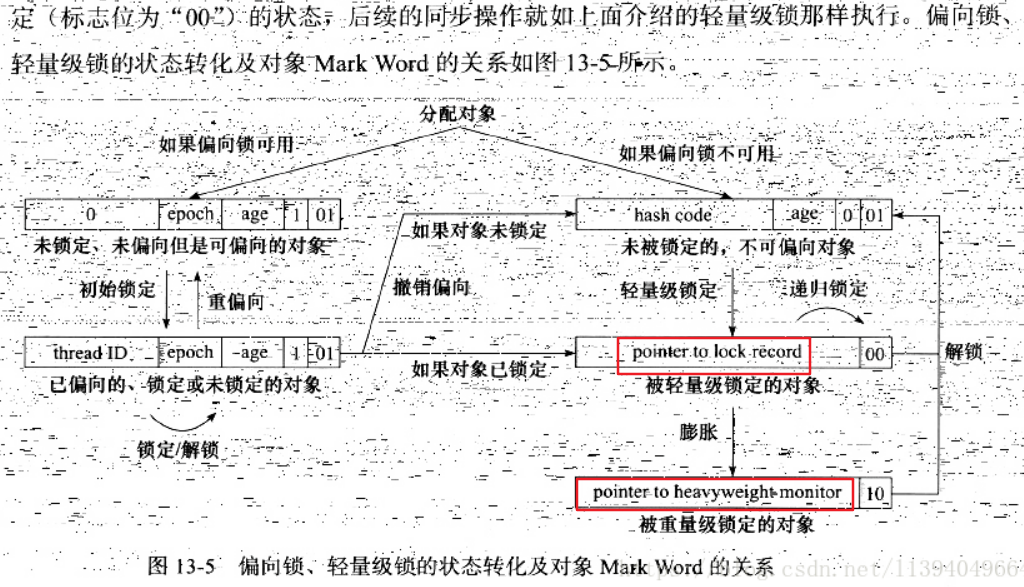 定（标志位为“00”）的状态，后续的同步操作就如上面介绍的轻量级锁那样执行。偏向锁、
轻量级锁的状态转化及对象 Mark Word 的关系如图 13-5 所示。
分配对象
如果偏向锁可用
如果偏向锁不可用
0 epoch age 1 01
hash code age 0 01
未锁定、未偏向但是可偏向的对象
如果对象未锁定
未被锁定的，不可偏向对象
初始锁定
重偏向
撤销偏向
轻量级锁定
递归锁定
thread ID epoch age 1 01
pointer to lock record 00
解锁
已偏向的、锁定或未锁定的对象
如果对象已锁定
被轻量级锁定的对象
锁定/解锁
膨胀
pointer to heavyweight monitor 10
被重量级锁定的对象
图 13-5 偏向锁、轻量级锁的状态转化及对象 Mark Word 的关系
https://blog.csdn.net/1139404966